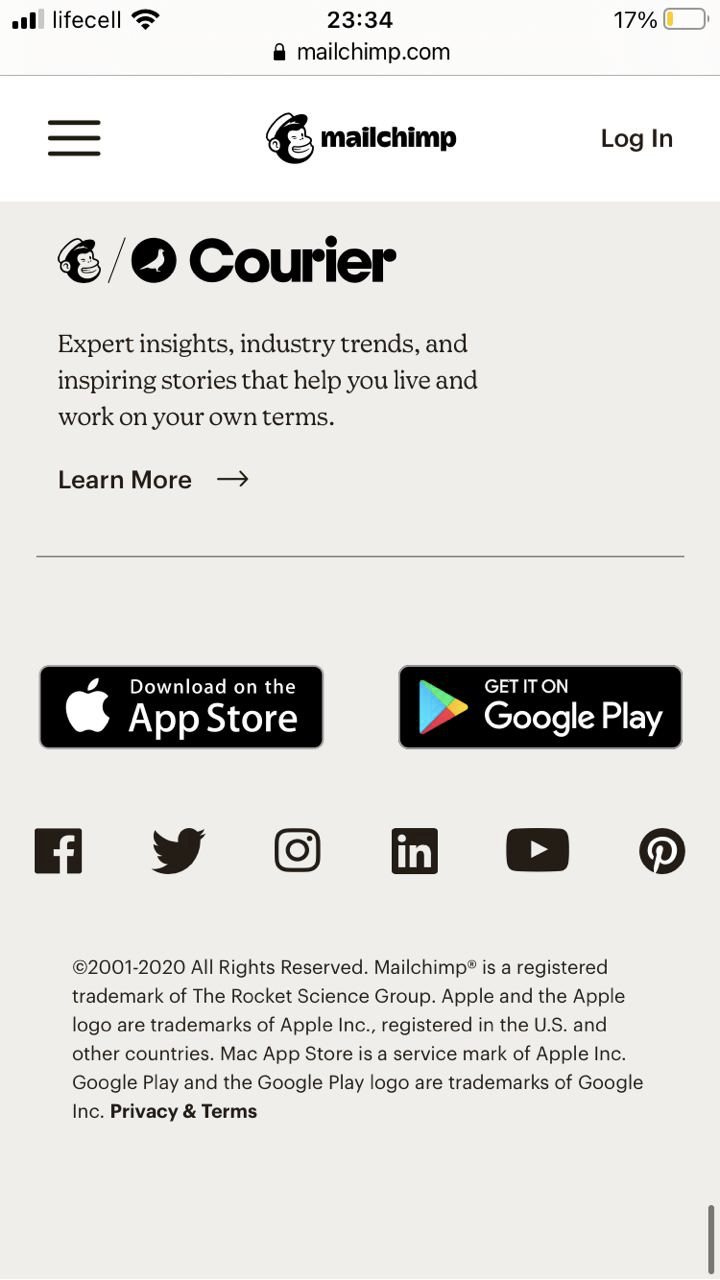 lifecell 23:34 17%
mailchimp.com
mailchimp Log In
Courier
Expert insights, industry trends, and
inspiring stories that help you live and
work on your own terms.
Learn More →
Download on the
App Store
GET IT ON
Google Play
©2001-2020 All Rights Reserved. Mailchimp® is a registered
trademark of The Rocket Science Group. Apple and the Apple
logo are trademarks of Apple Inc., registered in the U.S. and
other countries. Mac App Store is a service mark of Apple Inc.
Google Play and the Google Play logo are trademarks of Google
Inc. Privacy & Terms